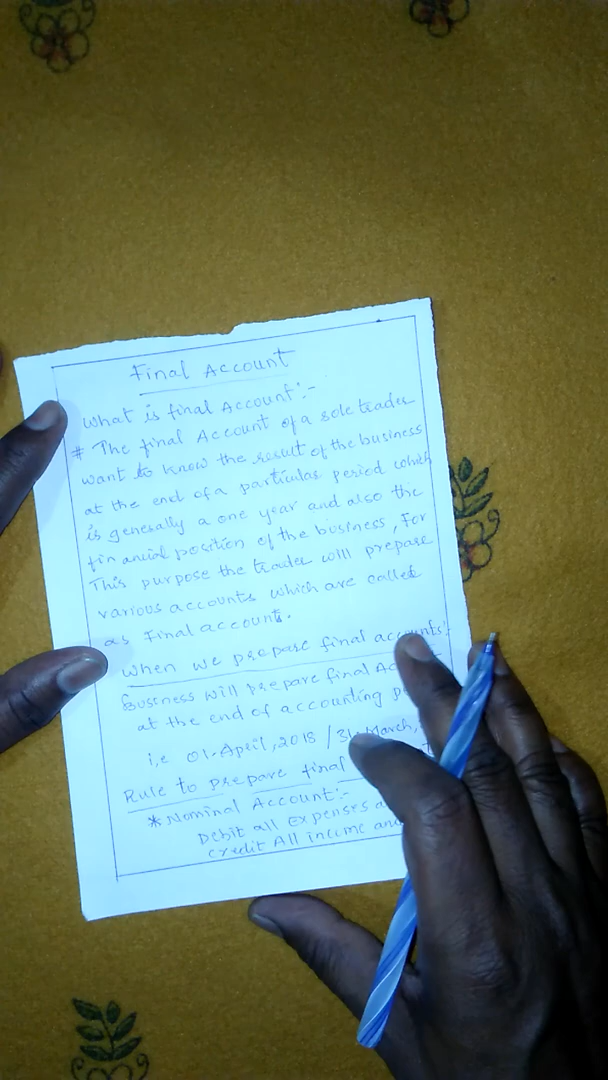 Final Account
What is final Account:-
# The final Account of a sole trader
want to know the result of the business
at the end of a particular period which
is generally a one year and also the
financial position of the business, For
This purpose the trader will prepare
various accounts which are called
as Final account.
When we prepare final accounts:-
Business will prepare final Ac
at the end of accounting p
i,e 01-April, 2018 / 31, March,
Rule to prepare final
* Nominal Account:-
Debit all Expenses a
credit All income and